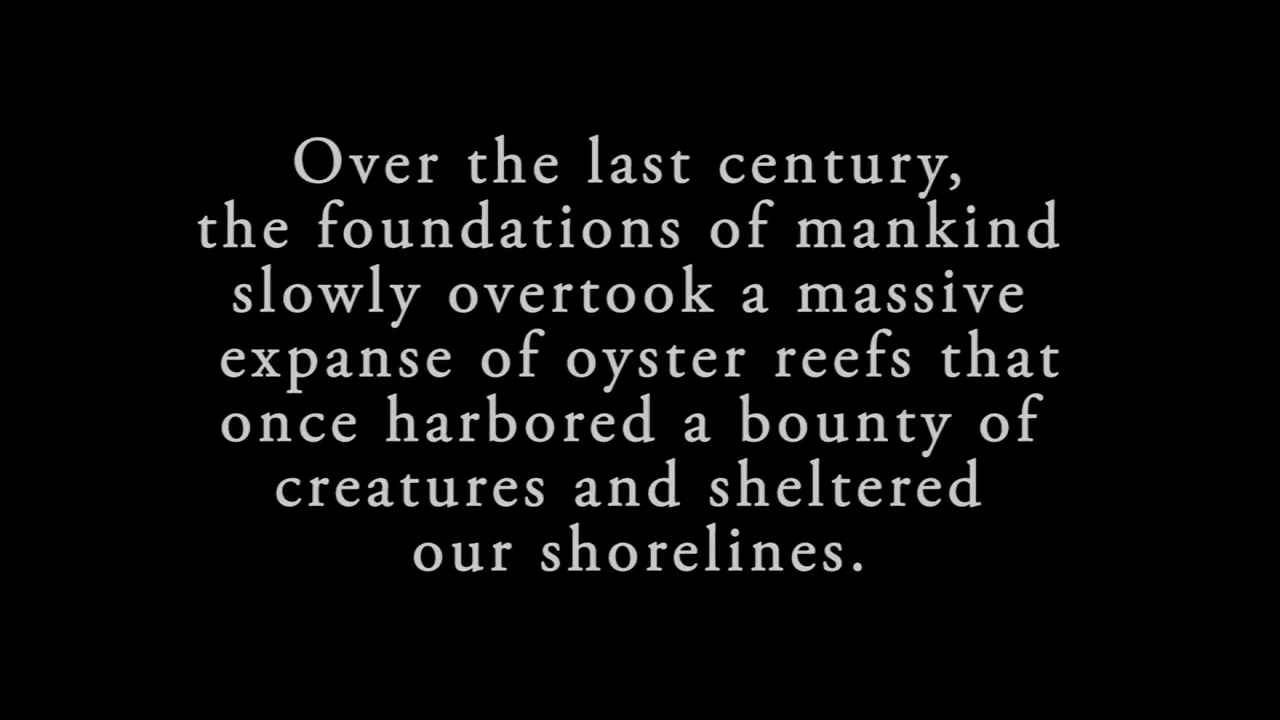 Over the last century,
the foundations of mankind
slowly overtook a massive
expanse of oyster reefs that
once harbored a bounty of
creatures and sheltered
our shorelines.